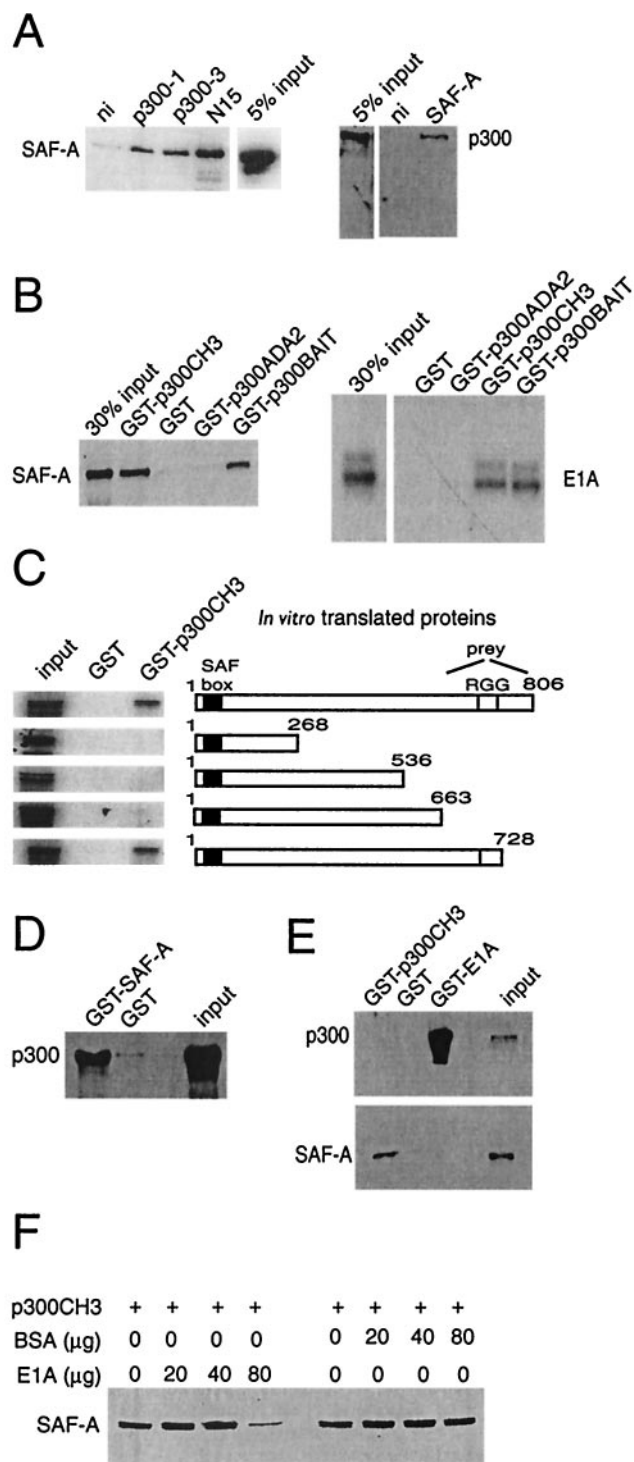 A
ni p300-1 p300-3 N15 5% input
SAF-A
5% input ni SAF-A
p300
B
30% input GST-p300CH3 GST GST-p300ADA2 GST-p300BAIT
SAF-A
30% input GST GST-p300ADA2 GST-p300CH3 GST-p300BAIT
E1A
C
input GST GST-p300CH3
In vitro translated proteins
prey
SAF
1 box RGG 806
1 268
1 536
1 663
1 728
D
GST-SAF-A GST input
p300
E
GST-p300CH3 GST GST-E1A input
p300
SAF-A
F
p300CH3 + + + + + + + +
BSA (µg) 0 0 0 0 0 20 40 80
E1A (µg) 0 20 40 80 0 0 0 0
SAF-A